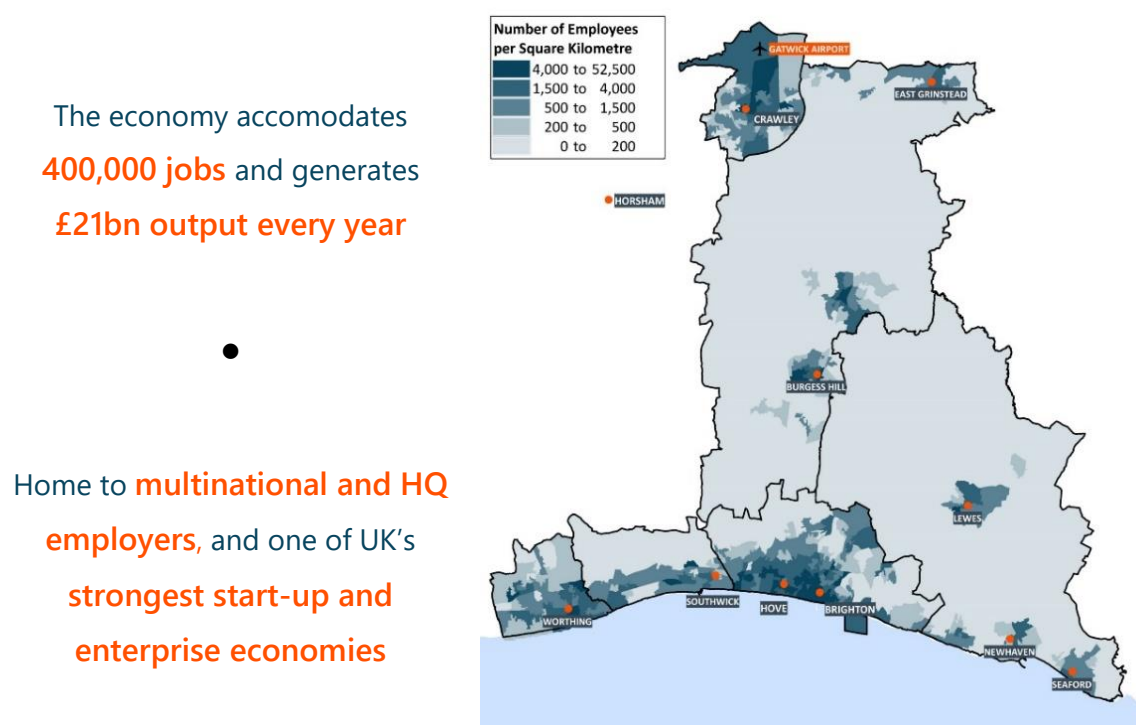 The economy accomodates
400,000 jobs and generates
£21bn output every year
•
Home to multinational and HQ
employers, and one of UK’s
strongest start-up and
enterprise economies
Number of Employees
per Square Kilometre
4,000 to 52,500
1,500 to 4,000
500 to 1,500
200 to 500
0 to 200
GATWICK AIRPORT
EAST GRINSTEAD
CRAWLEY
HORSHAM
BURGESS HILL
LEWES
SOUTHWICK
HOVE
BRIGHTON
WORTHING
NEWHAVEN
SEAFORD